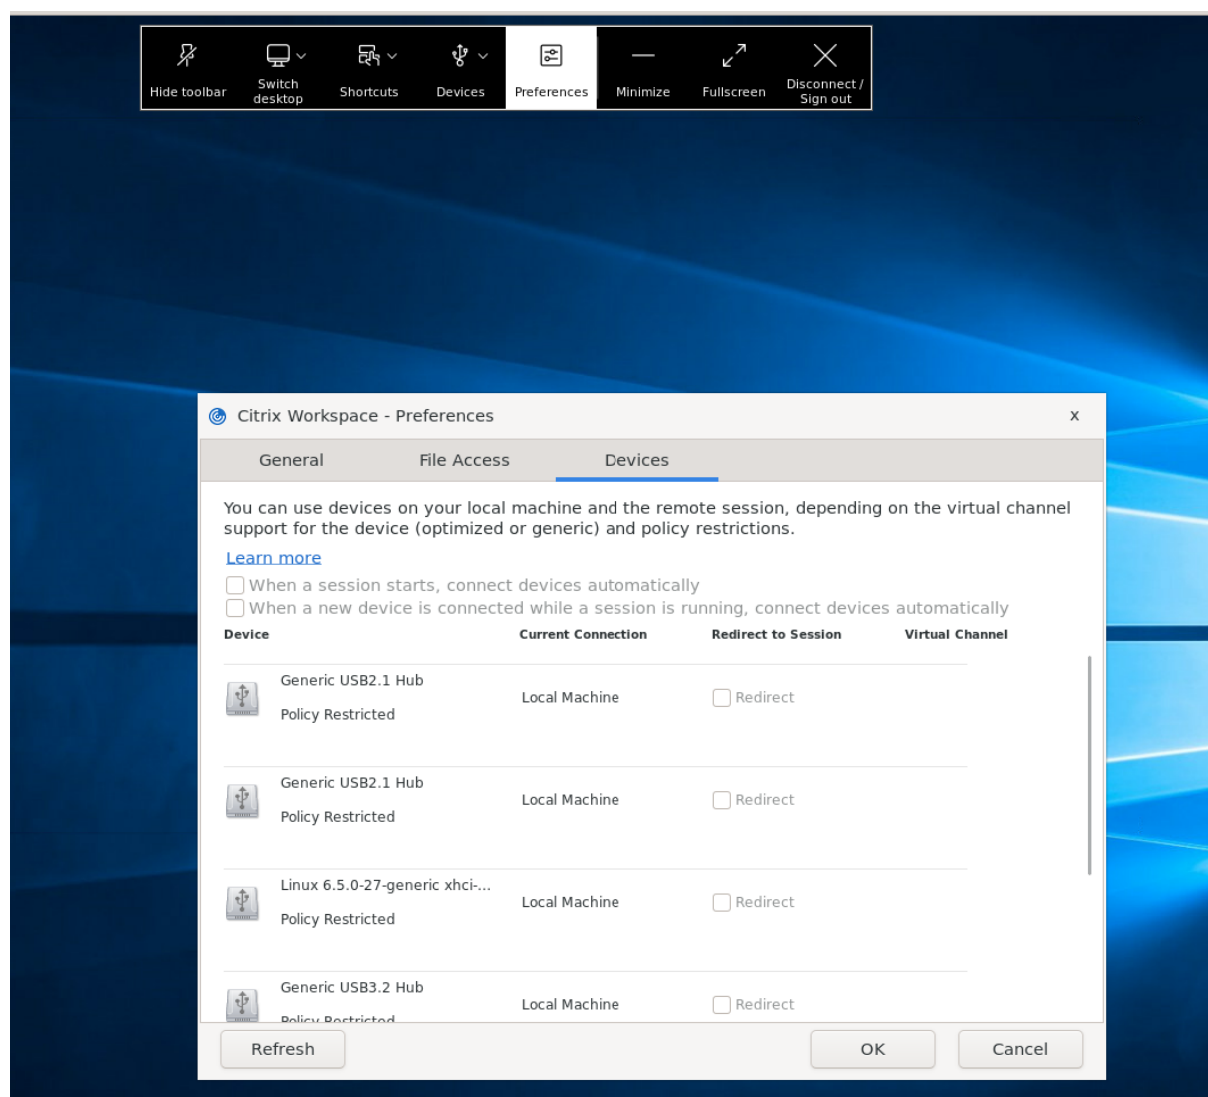 Hide toolbar
Switch desktop
Shortcuts
Devices
Preferences
Minimize
Fullscreen
Disconnect / Sign out
Citrix Workspace - Preferences
x
General File Access Devices
You can use devices on your local machine and the remote session, depending on the virtual channel
support for the device (optimized or generic) and policy restrictions.
Learn more
When a session starts, connect devices automatically
When a new device is connected while a session is running, connect devices automatically
Device Current Connection Redirect to Session Virtual Channel
Generic USB2.1 Hub
Local Machine Redirect
Policy Restricted
Generic USB2.1 Hub
Local Machine Redirect
Policy Restricted
Linux 6.5.0-27-generic xhci-...
Local Machine Redirect
Policy Restricted
Generic USB3.2 Hub
Local Machine Redirect
Policy Restricted
Refresh OK Cancel